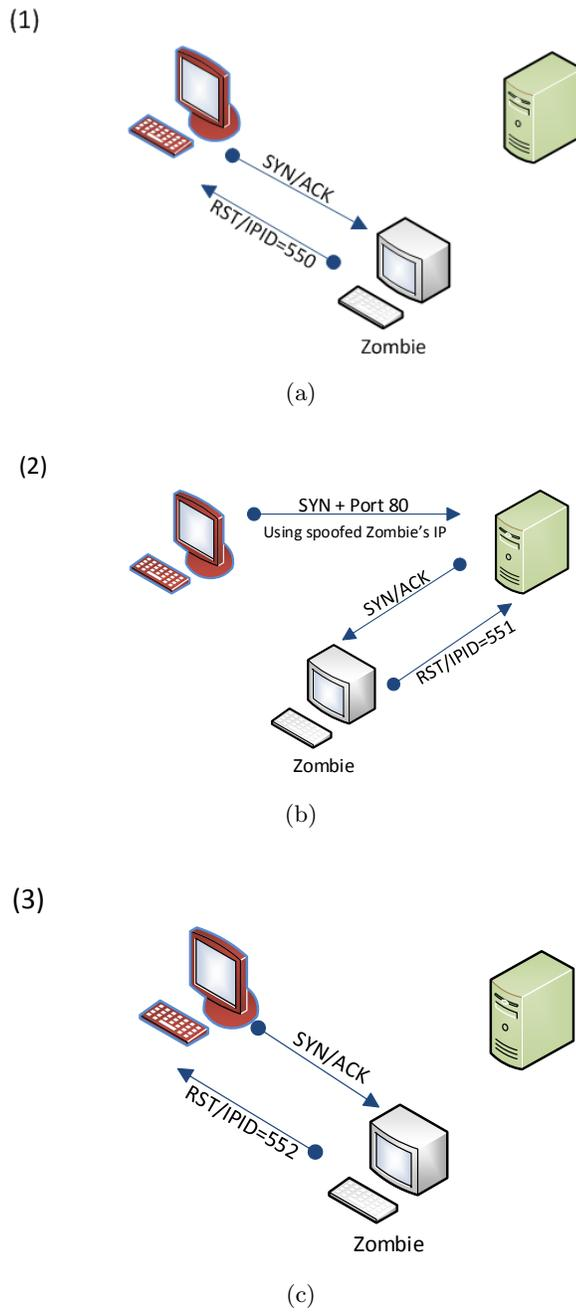 (1)
SYN/ACK
RST/IPID=550
Zombie
(a)
(2)
SYN + Port 80
Using spoofed Zombie's IP
SYN/ACK
RST/IPID=551
Zombie
(b)
(3)
SYN/ACK
RST/IPID=552
Zombie
(c)